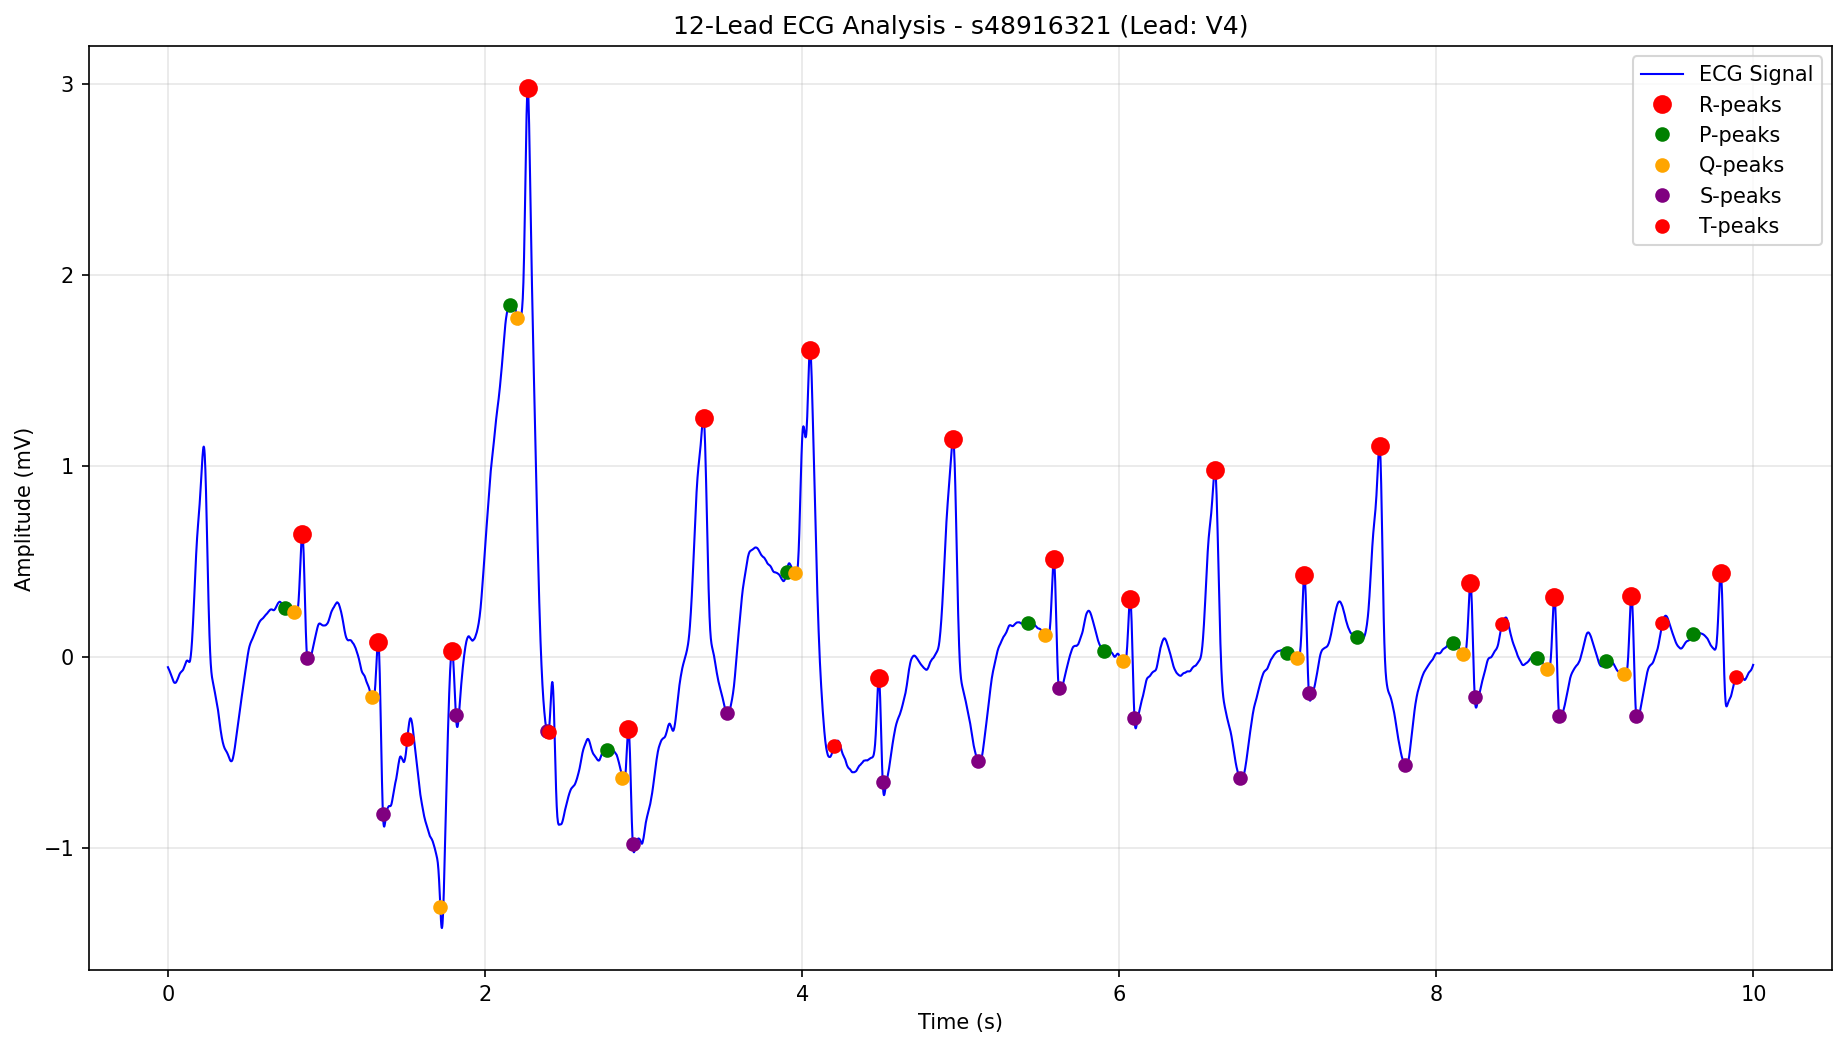 12-Lead ECG Analysis - s48916321 (Lead: V4)
ECG Signal
R-peaks
P-peaks
Q-peaks
S-peaks
T-peaks
Amplitude (mV)
3
2
1
0
−1
0 2 4 6 8 10
Time (s)